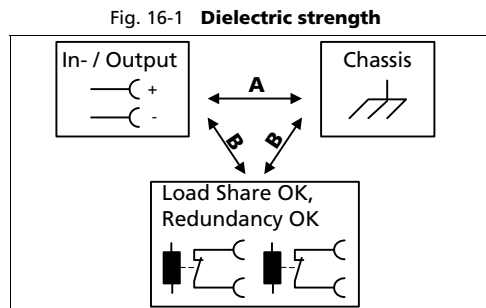 Fig. 16-1 Dielectric strength
In- / Output
Chassis
+
-
A
B
B
Load Share OK,
Redundancy OK